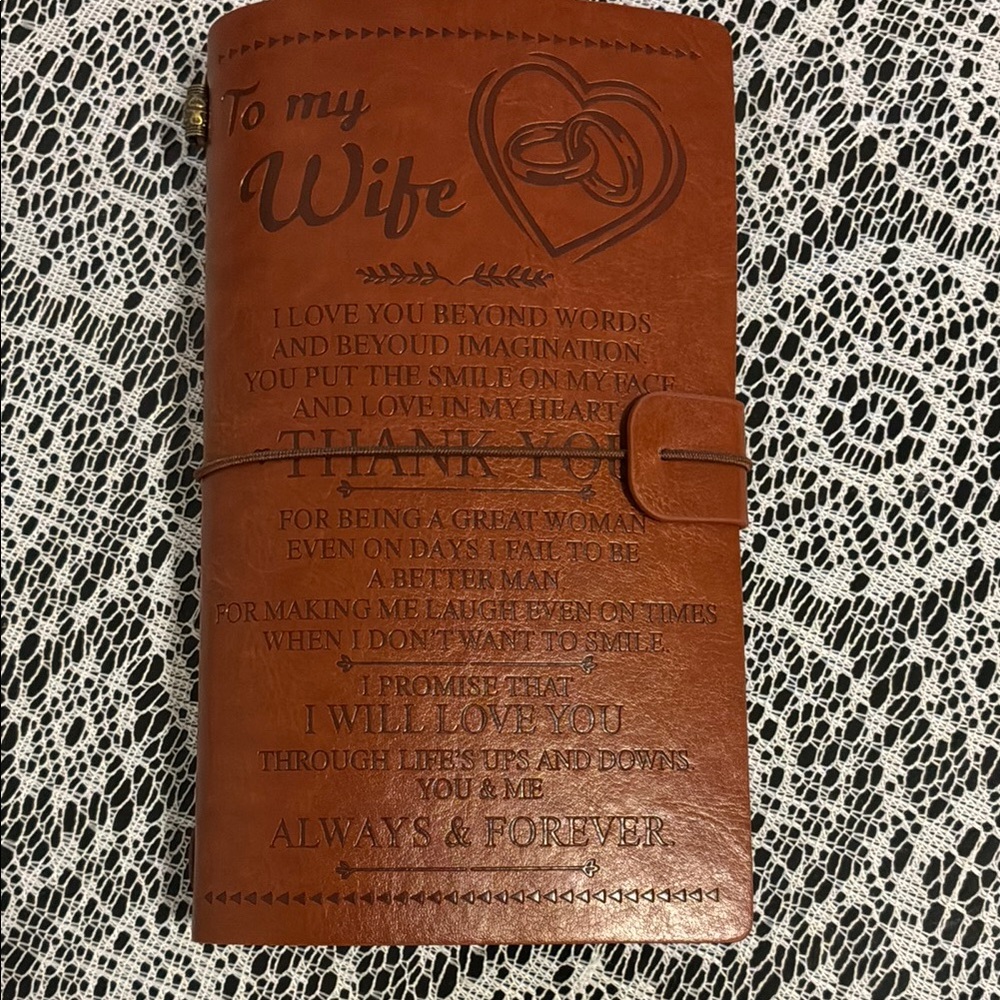 To my
Wife
I LOVE YOU BEYOND WORDS
AND BEYOUD IMAGINATION.
YOU PUT THE SMILE ON MY FACE
AND LOVE IN MY HEART
THANK YOU
FOR BEING A GREAT WOMAN
EVEN ON DAYS I FAIL TO BE
A BETTER MAN.
FOR MAKING ME LAUGH EVEN ON TIMES
WHEN I DON'T WANT TO SMILE.
I PROMISE THAT
I WILL LOVE YOU
THROUGH LIFE'S UPS AND DOWNS.
YOU & ME
ALWAYS & FOREVER.